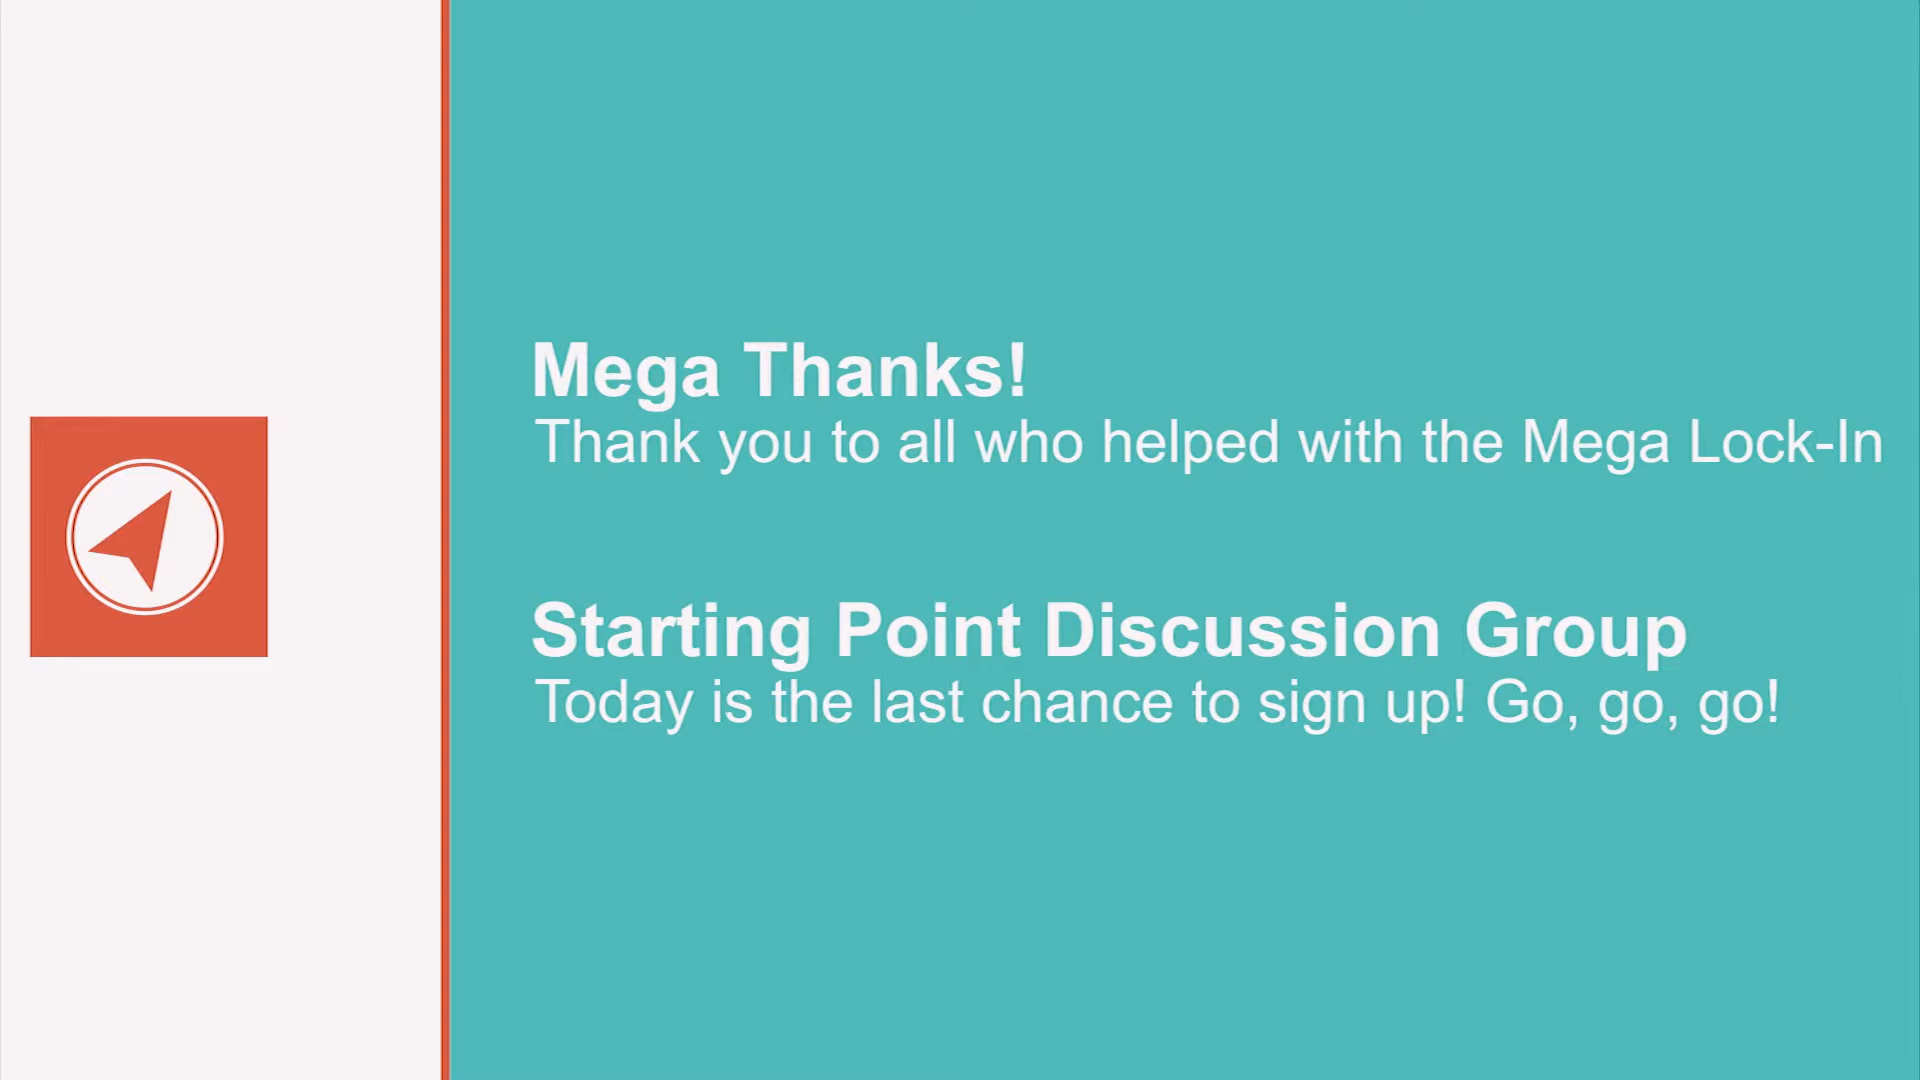 Mega Thanks!
Thank you to all who helped with the Mega Lock-In
Starting Point Discussion Group
Today is the last chance to sign up! Go, go, go!